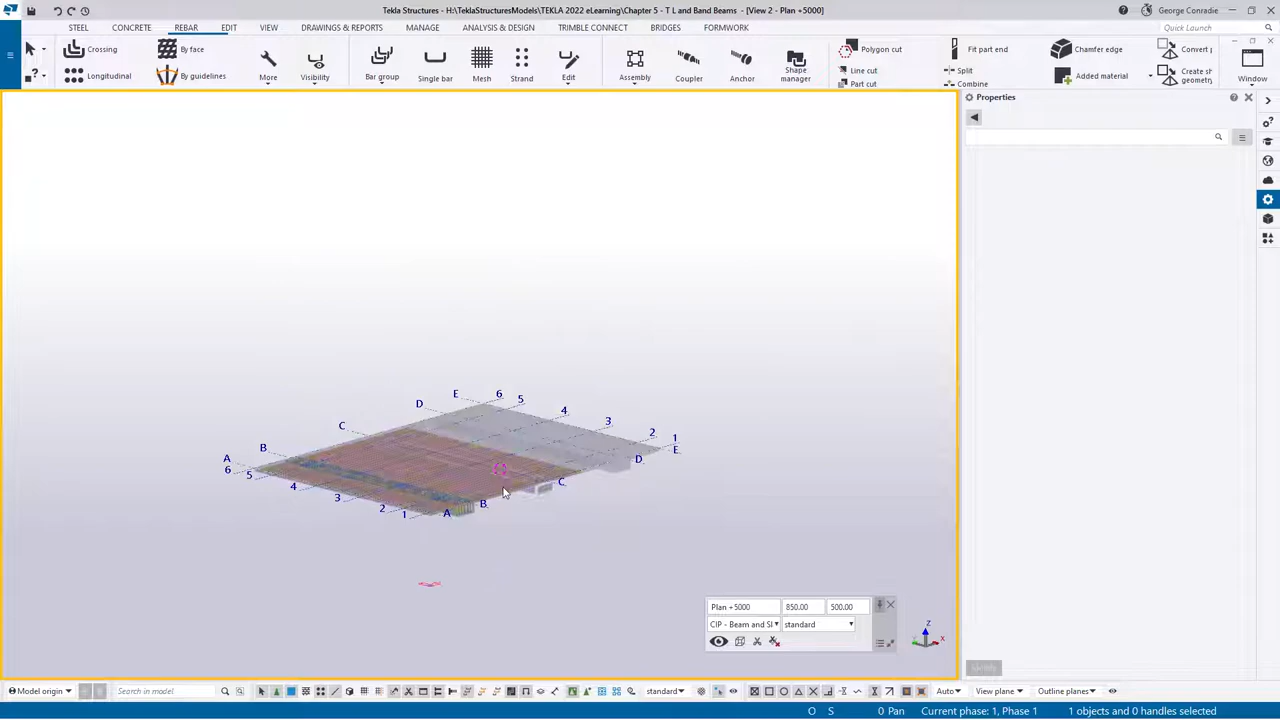 Tekla Structures - H:\TeklaStructuresModels\TEKLA 2022 eLearning\Chapter 5 - T L and Band Beams - [View 2 - Plan +5000]
George Conradie
STEEL CONCRETE REBAR EDIT VIEW DRAWINGS & REPORTS MANAGE ANALYSIS & DESIGN TRIMBLE CONNECT BRIDGES FORMWORK
Quick Launch
Crossing
By face
Longitudinal
By guidelines
More
Visibility
Bar group
Single bar
Mesh
Strand
Edit
Assembly
Coupler
Anchor
Shape manager
Polygon cut
Line cut
Part cut
Fit part end
Split
Combine
Chamfer edge
Added material
Convert
Create sh
geometry
Window
Properties
E 6 5
D 4
C 3
B 2 1
A E
6 5 D
4 C
3 B
2 1 A
Plan +5000 850.00 500.00
CIP - Beam and Sl standard
Z
X
Modify
Model origin
Search in model
standard
Auto
View plane
Outline planes
O S 0 Pan Current phase: 1, Phase 1 1 objects and 0 handles selected